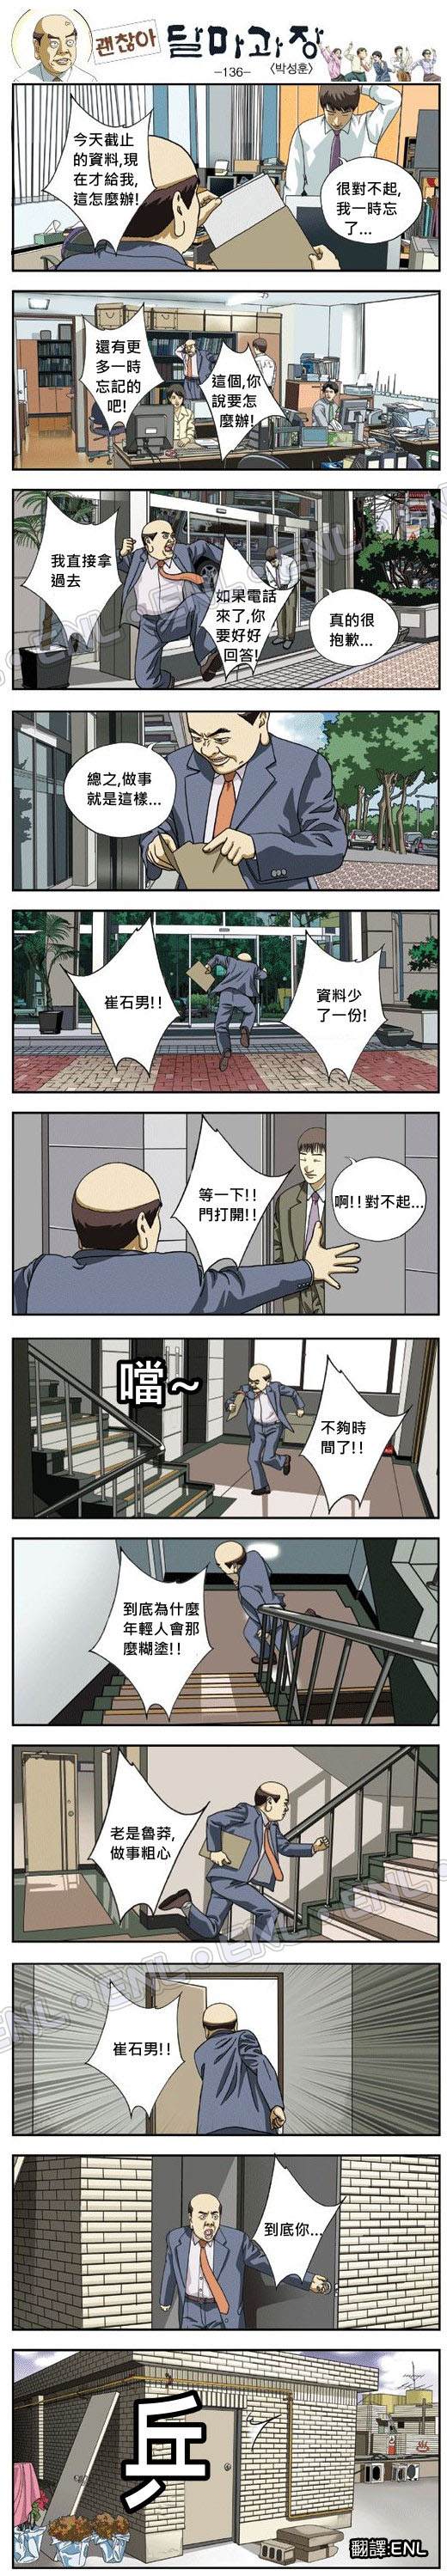 괜찮아 달마과장
-136- 〈박성훈〉
今天截止
的資料,現
在才給我,
這怎麼辦!
很對不起,
我一時忘
了...
還有更
多一時
忘記的
吧!
這個,你
說要怎
麼辦!
我直接拿
過去
如果電話
來了,你
要好好
回答!
真的很
抱歉...
總之,做事
就是這樣...
崔石男!!
資料少
了一份!
等一下!!
門打開!!
啊!!對不起...
噹~
不夠時
間了!!
到底為什麼
年輕人會那
麼糊塗!!
老是魯莽,
做事粗心
崔石男!!
到底你...
乓
翻譯:ENL